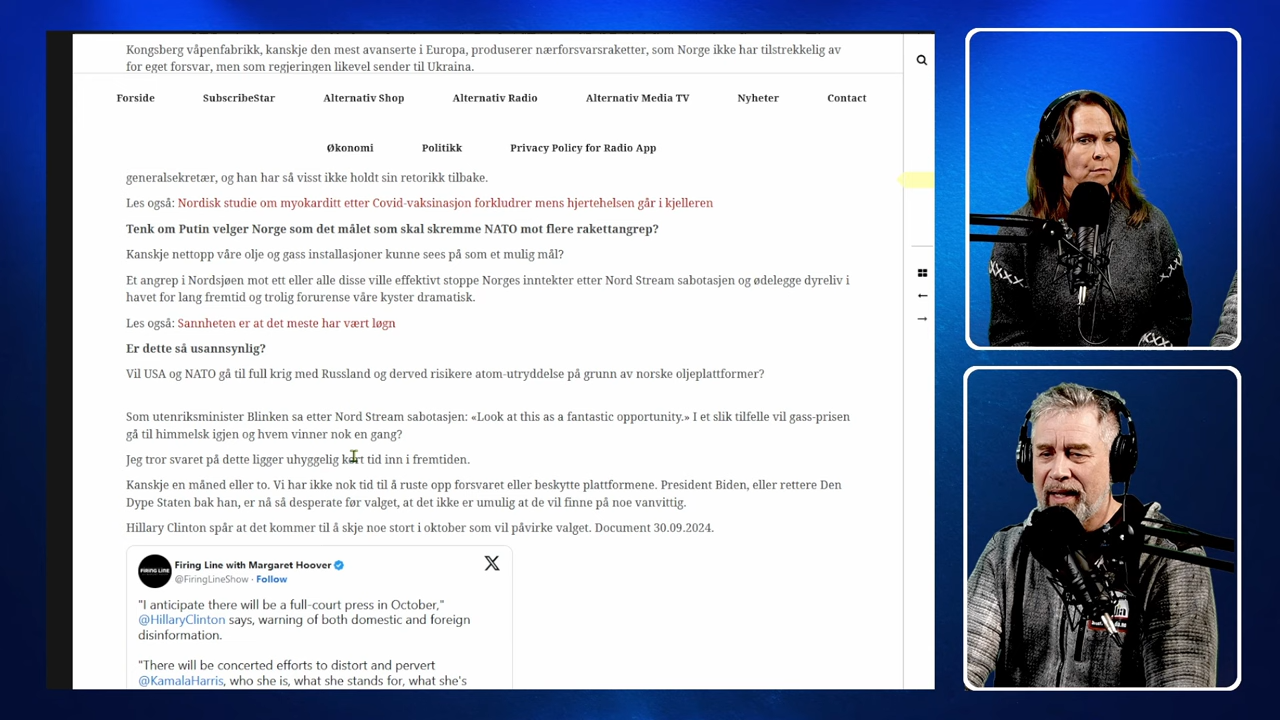 Kongsberg våpenfabrikk, kanskje den mest avanserte i Europa, produserer nærforsvarsraketter, som Norge ikke har tilstrekkelig av
for eget forsvar, men som regjeringen likevel sender til Ukraina.
Forside SubscribeStar Alternativ Shop Alternativ Radio Alternativ Media TV Nyheter Contact
Økonomi Politikk Privacy Policy for Radio App
generalsekretær, og han har så visst ikke holdt sin retorikk tilbake.
Les også: Nordisk studie om myokarditt etter Covid-vaksinasjon forkludrer mens hjertehelsen går i kjelleren
Tenk om Putin velger Norge som det målet som skal skremme NATO mot flere rakettangrep?
Kanskje nettopp våre olje og gass installasjoner kunne sees på som et mulig mål?
Et angrep i Nordsjøen mot ett eller alle disse ville effektivt stoppe Norges inntekter etter Nord Stream sabotasjen og ødelegge dyreliv i
havet for lang fremtid og trolig forurense våre kyster dramatisk.
Les også: Sannheten er at det meste har vært løgn
Er dette så usannsynlig?
Vil USA og NATO gå til full krig med Russland og derved risikere atom-utryddelse på grunn av norske oljeplattformer?
Som utenriksminister Blinken sa etter Nord Stream sabotasjen: «Look at this as a fantastic opportunity.» I et slik tilfelle vil gass-prisen
gå til himmelsk igjen og hvem vinner nok en gang?
Jeg tror svaret på dette ligger uhyggelig kort tid inn i fremtiden.
Kanskje en måned eller to. Vi har ikke nok tid til å ruste opp forsvaret eller beskytte plattformene. President Biden, eller rettere Den
Dype Staten bak han, er nå så desperate før valget, at det ikke er umulig at de vil finne på noe vanvittig.
Hillary Clinton spår at det kommer til å skje noe stort i oktober som vil påvirke valget. Document 30.09.2024.
FIRING LINE
Firing Line with Margaret Hoover
@FiringLineShow · Follow
"I anticipate there will be a full-court press in October,"
@HillaryClinton says, warning of both domestic and foreign
disinformation.
"There will be concerted efforts to distort and pervert
@KamalaHarris, who she is, what she stands for, what she's